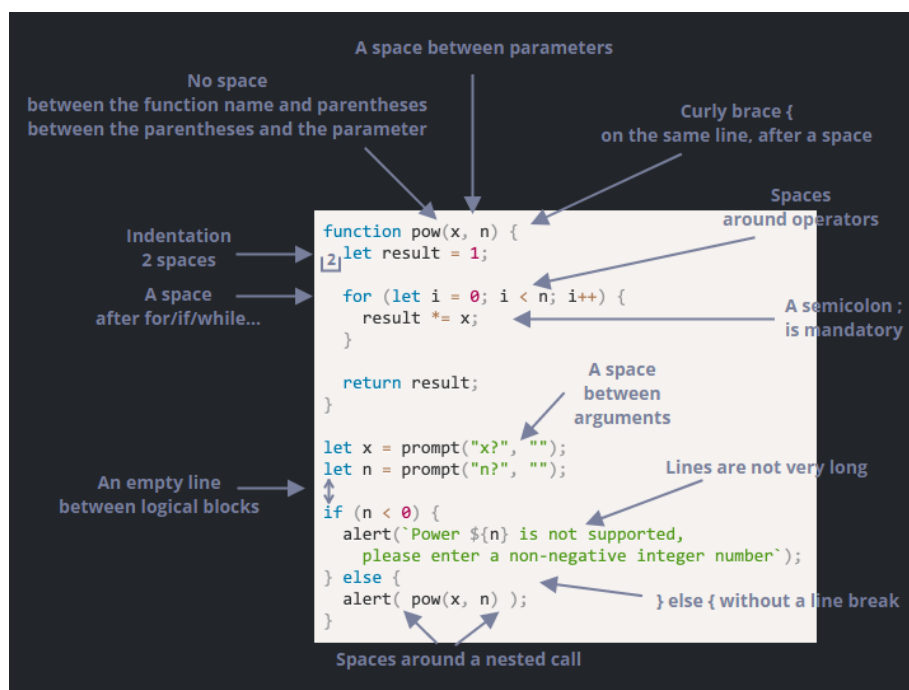 A space between parameters
No space
between the function name and parentheses
between the parentheses and the parameter
Curly brace {
on the same line, after a space
Spaces
around operators
Indentation
2 spaces
A space
after for/if/while...
A semicolon ;
is mandatory
function pow(x, n) {
2
let result = 1;
for (let i = 0; i < n; i++) {
result *= x;
}
return result;
}
A space
between
arguments
let x = prompt("x?", "");
let n = prompt("n?", "");
An empty line
between logical blocks
Lines are not very long
if (n < 0) {
alert(`Power ${n} is not supported,
please enter a non-negative integer number`);
} else {
alert( pow(x, n) );
}
} else { without a line break
Spaces around a nested call